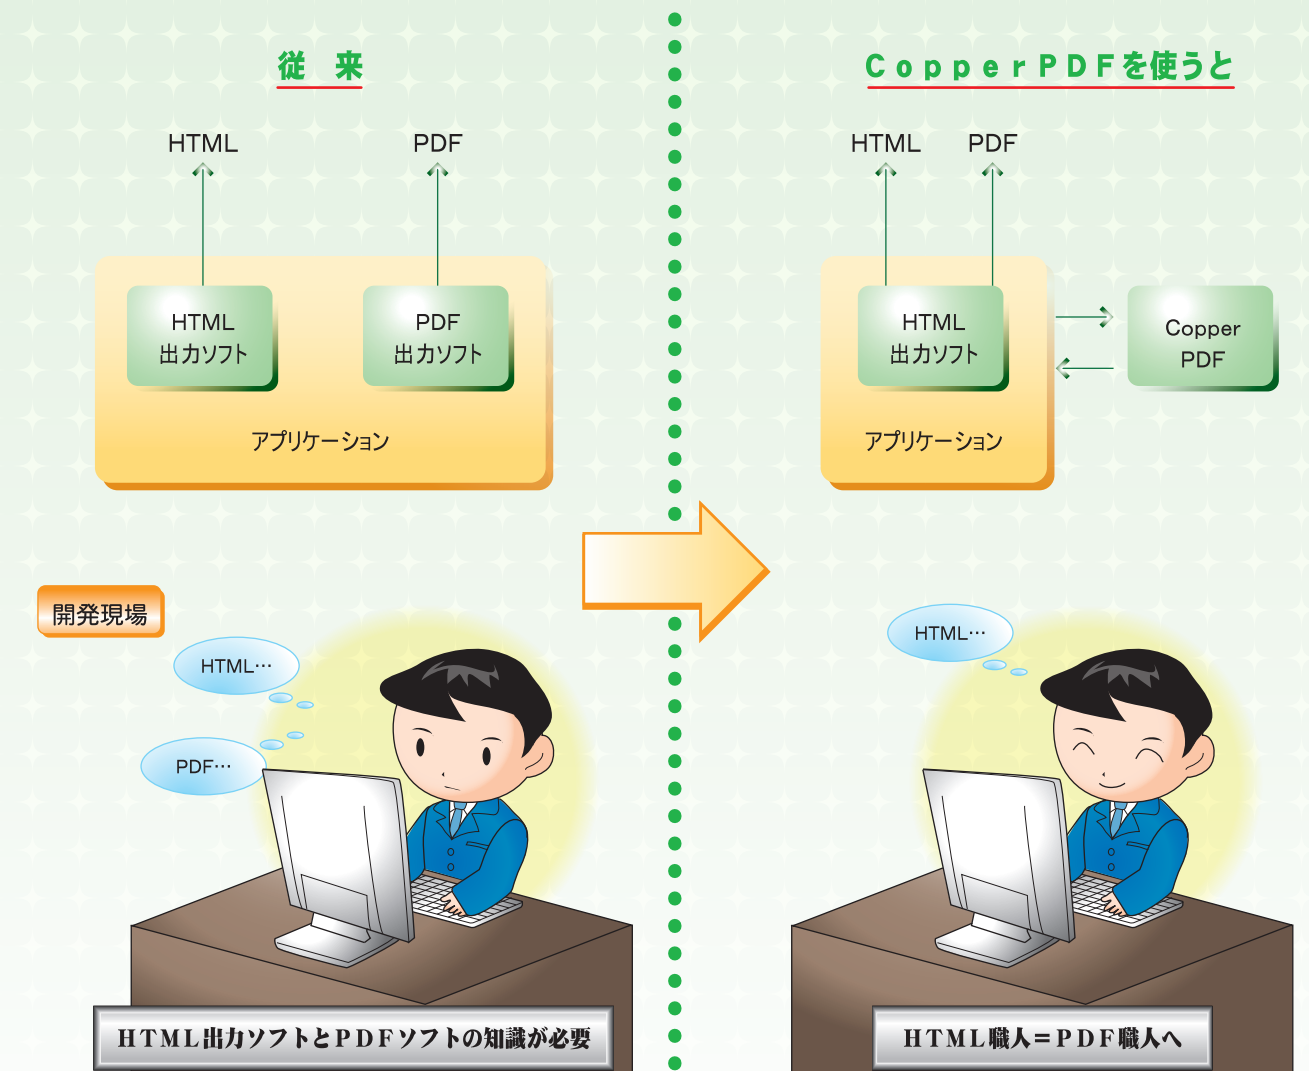 従　来
HTML
PDF
HTML
出力ソフト
PDF
出力ソフト
アプリケーション
開発現場
HTML…
PDF…
HTML出力ソフトとPDFソフトの知識が必要
CopperPDFを使うと
HTML
PDF
HTML
出力ソフト
Copper
PDF
アプリケーション
HTML…
HTML職人＝PDF職人へ